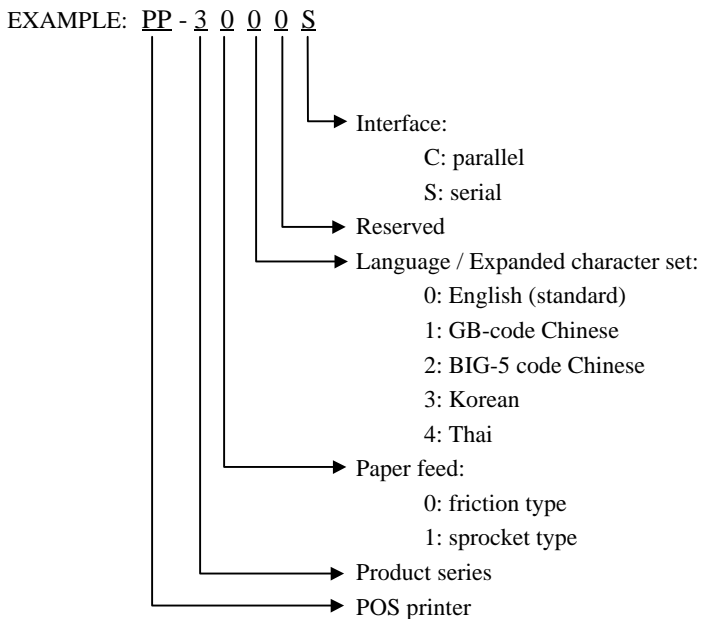 EXAMPLE: PP - 3 0 0 0 S
Interface:
C: parallel
S: serial
Reserved
Language / Expanded character set:
0: English (standard)
1: GB-code Chinese
2: BIG-5 code Chinese
3: Korean
4: Thai
Paper feed:
0: friction type
1: sprocket type
Product series
POS printer